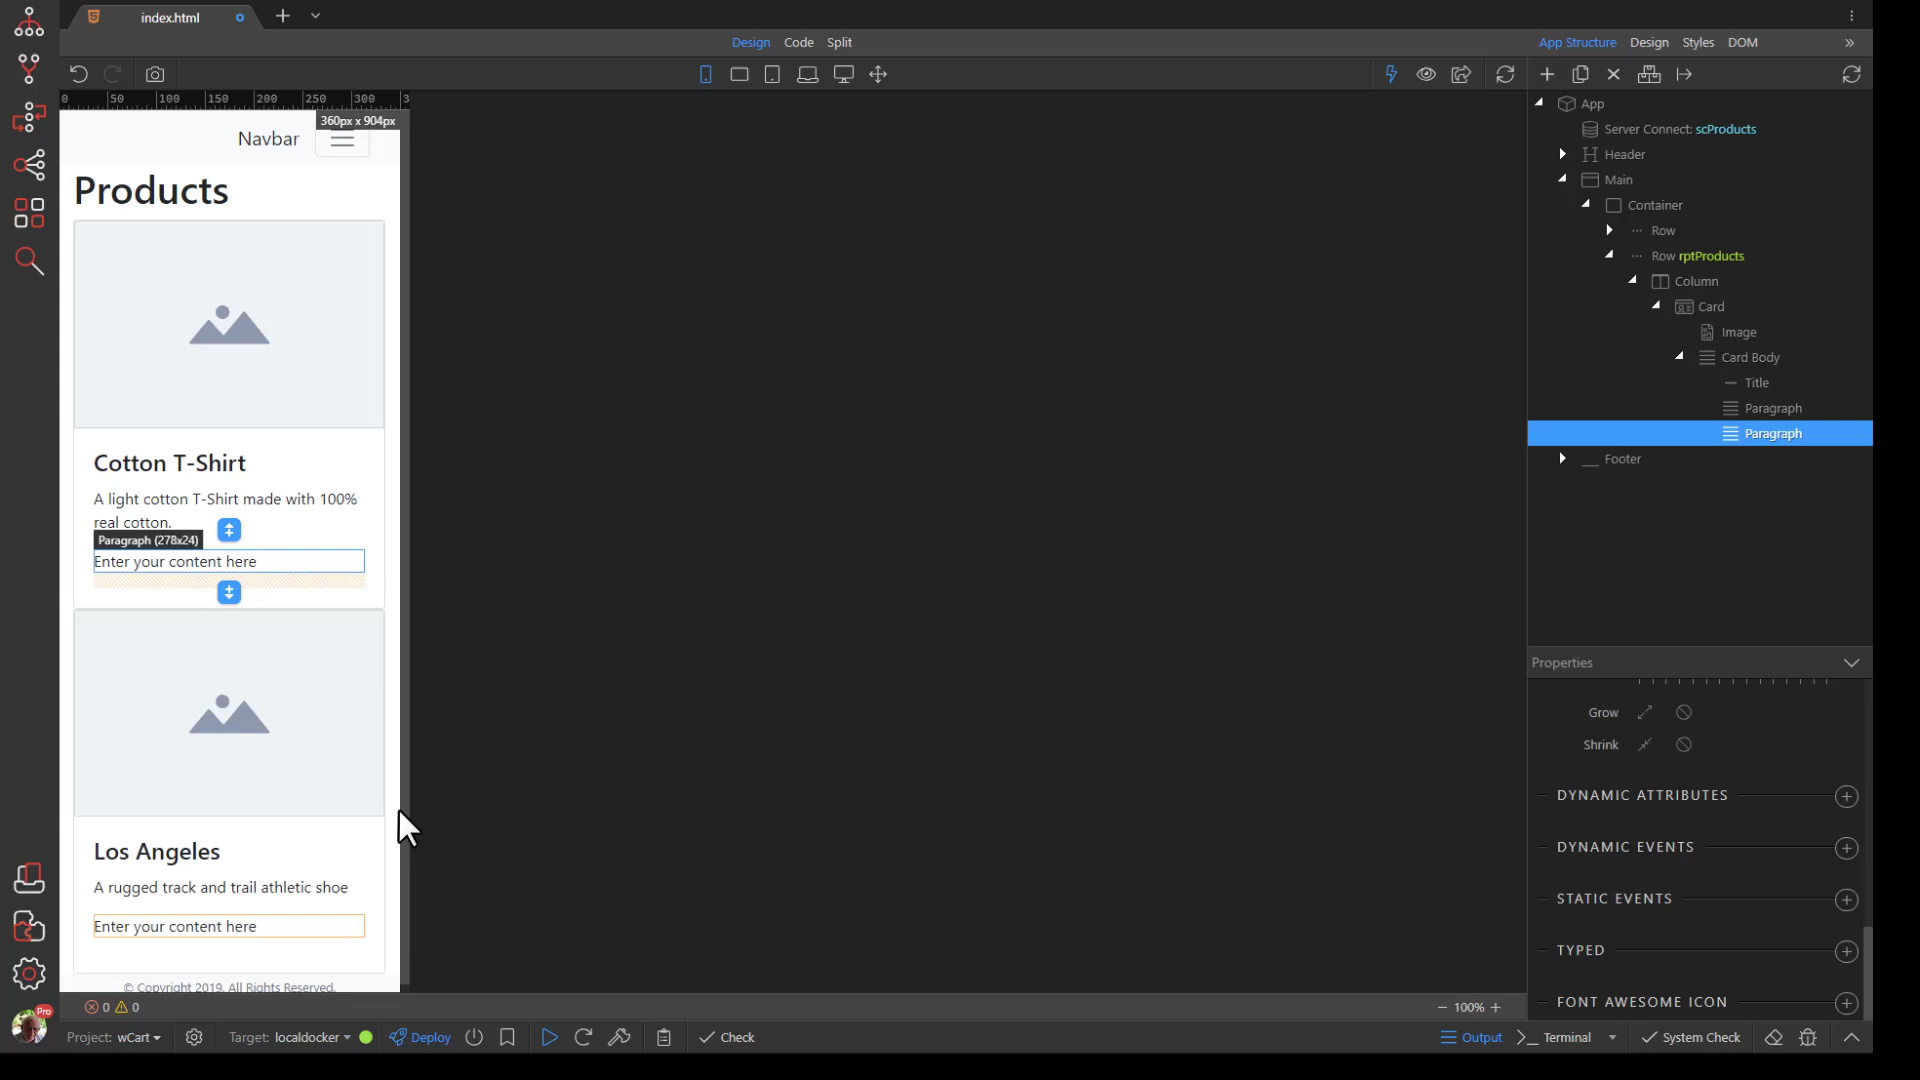 index.html
Design Code Split
App Structure Design Styles DOM
0 50 100 150 200 250 300 3
360px x 904px
Navbar
Products
Cotton T-Shirt
A light cotton T-Shirt made with 100%
real cotton.
Paragraph (278x24)
Enter your content here
Los Angeles
A rugged track and trail athletic shoe
Enter your content here
© Copyright 2019. All Rights Reserved.
App
Server Connect: scProducts
Header
Main
Container
Row
Row rptProducts
Column
Card
Image
Card Body
Title
Paragraph
Paragraph
Footer
Properties
Grow
Shrink
DYNAMIC ATTRIBUTES
DYNAMIC EVENTS
STATIC EVENTS
TYPED
FONT AWESOME ICON
0 0
100%
Pro
Project: wCart
Target: localdocker
Deploy
Check
Output
Terminal
System Check